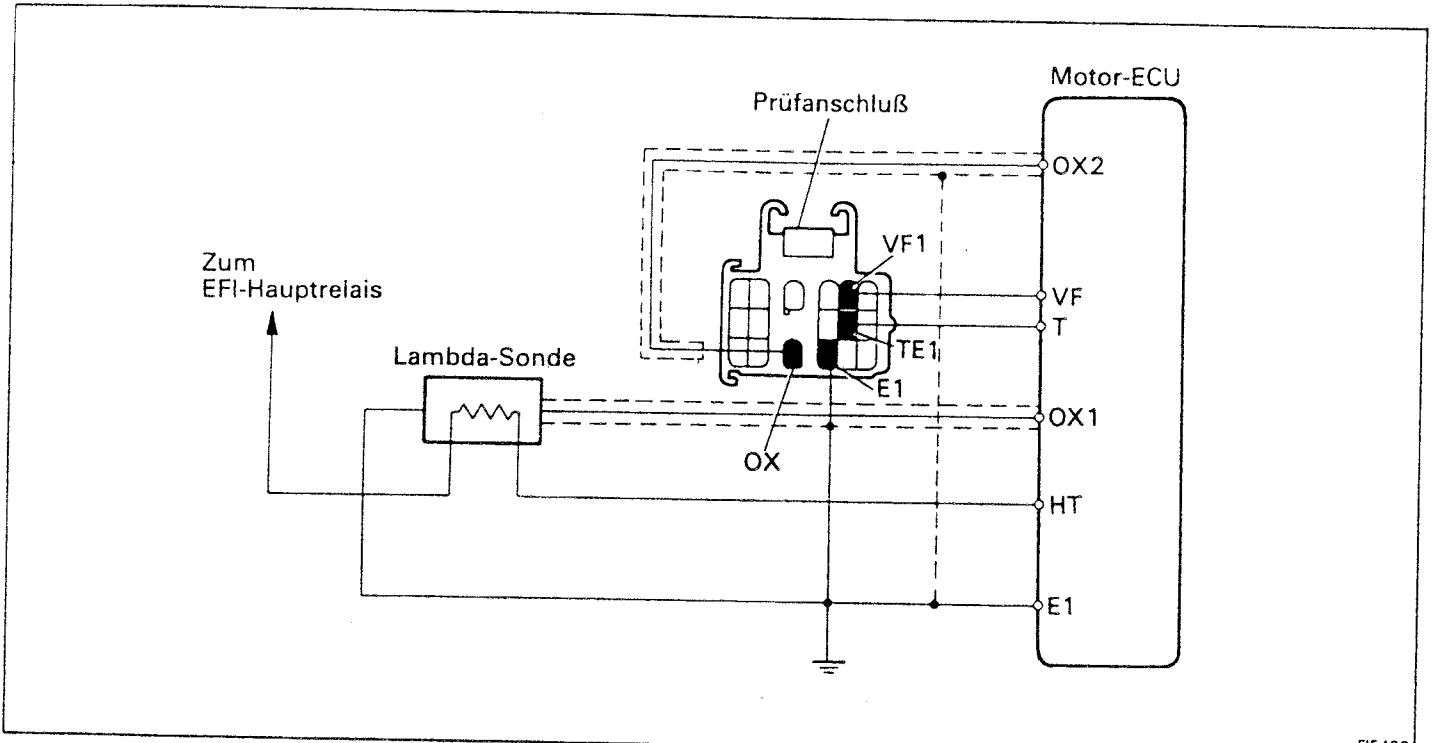 Motor-ECU
Prüfanschluß
OX2
VF1
Zum
EFI-Hauptrelais
VF
T
TE1
Lambda-Sonde
E1
OX1
OX
HT
E1